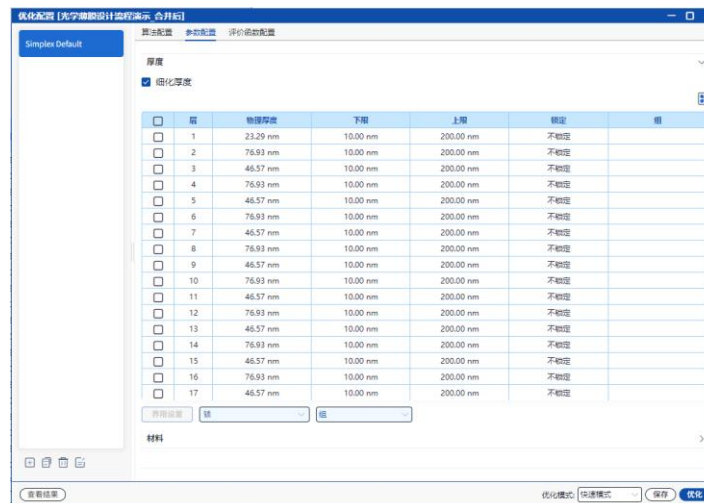 优化配置 [光学薄膜设计流程演示_合并后]
Simplex Default
算法配置 参数配置 评价函数配置
厚度
细化厚度
层 物理厚度 下限 上限 锁定 组
1 23.29 nm 10.00 nm 200.00 nm 不锁定
2 76.93 nm 10.00 nm 200.00 nm 不锁定
3 46.57 nm 10.00 nm 200.00 nm 不锁定
4 76.93 nm 10.00 nm 200.00 nm 不锁定
5 46.57 nm 10.00 nm 200.00 nm 不锁定
6 76.93 nm 10.00 nm 200.00 nm 不锁定
7 46.57 nm 10.00 nm 200.00 nm 不锁定
8 76.93 nm 10.00 nm 200.00 nm 不锁定
9 46.57 nm 10.00 nm 200.00 nm 不锁定
10 76.93 nm 10.00 nm 200.00 nm 不锁定
11 46.57 nm 10.00 nm 200.00 nm 不锁定
12 76.93 nm 10.00 nm 200.00 nm 不锁定
13 46.57 nm 10.00 nm 200.00 nm 不锁定
14 76.93 nm 10.00 nm 200.00 nm 不锁定
15 46.57 nm 10.00 nm 200.00 nm 不锁定
16 76.93 nm 10.00 nm 200.00 nm 不锁定
17 46.57 nm 10.00 nm 200.00 nm 不锁定
界限设置 锁 组
材料
查看结果 优化模式: 快速模式 保存 优化